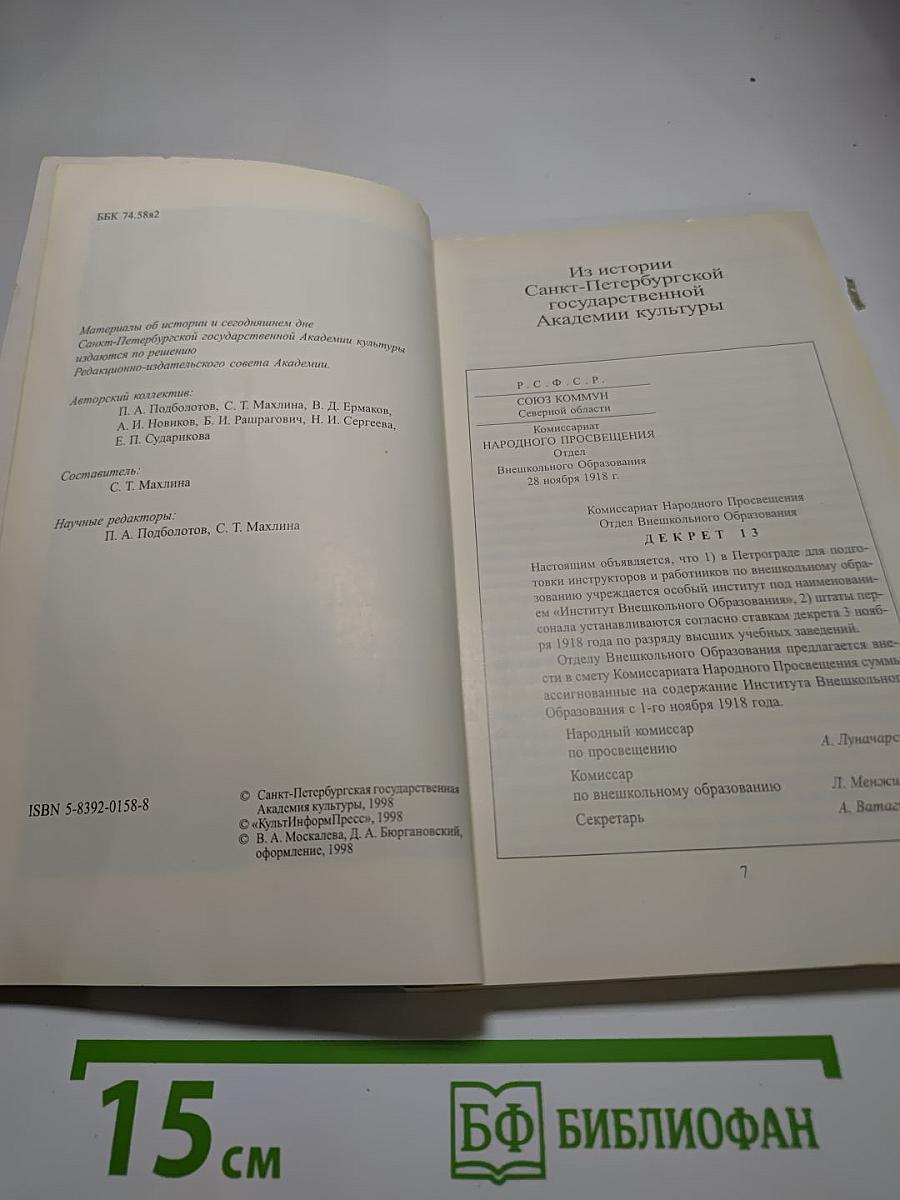 ББК 74.58я2
Материалы об истории и сегодняшнем дне
Санкт-Петербургской государственной Академии культуры
издаются по решению
Редакционно-издательского совета Академии.
Авторский коллектив:
П. А. Подболотов, С. Т. Махлина, В. Д. Ермаков,
А. И. Новиков, Б. И. Рашрагович, Н. И. Сергеева,
Е. П. Сударикова
Составитель:
С. Т. Махлина
Научные редакторы:
П. А. Подболотов, С. Т. Махлина
ISBN 5-8392-0158-8
© Санкт-Петербургская государственная
Академия культуры, 1998
© «КультИнформПресс», 1998
© В. А. Москалева, Д. А. Бюргановский,
оформление, 1998
Из истории
Санкт-Петербургской
государственной
Академии культуры
Р.С.Ф.С.Р.
СОЮЗ КОММУН
Северной области
Комиссариат
НАРОДНОГО ПРОСВЕЩЕНИЯ
Отдел
Внешкольного Образования
28 ноября 1918 г.
Комиссариат Народного Просвещения
Отдел Внешкольного Образования
ДЕКРЕТ 13
Настоящим объявляется, что 1) в Петрограде для подго-
товки инструкторов и работников по внешкольному обра-
зованию учреждается особый институт под наименовани-
ем «Институт Внешкольного Образования», 2) штаты пер-
сонала устанавливаются согласно ставкам декрета 3 нояб-
ря 1918 года по разряду высших учебных заведений.
Отделу Внешкольного Образования предлагается вне-
сти в смету Комиссариата Народного Просвещения суммы
ассигнованные на содержание Института Внешкольног
Образования с 1-го ноября 1918 года.
Народный комиссар
по просвещению
А. Луначарс
Комиссар
по внешкольному образованию
Л. Менжи
Секретарь
А. Ватаг
7
15 см
БФ БИБЛИОФАН